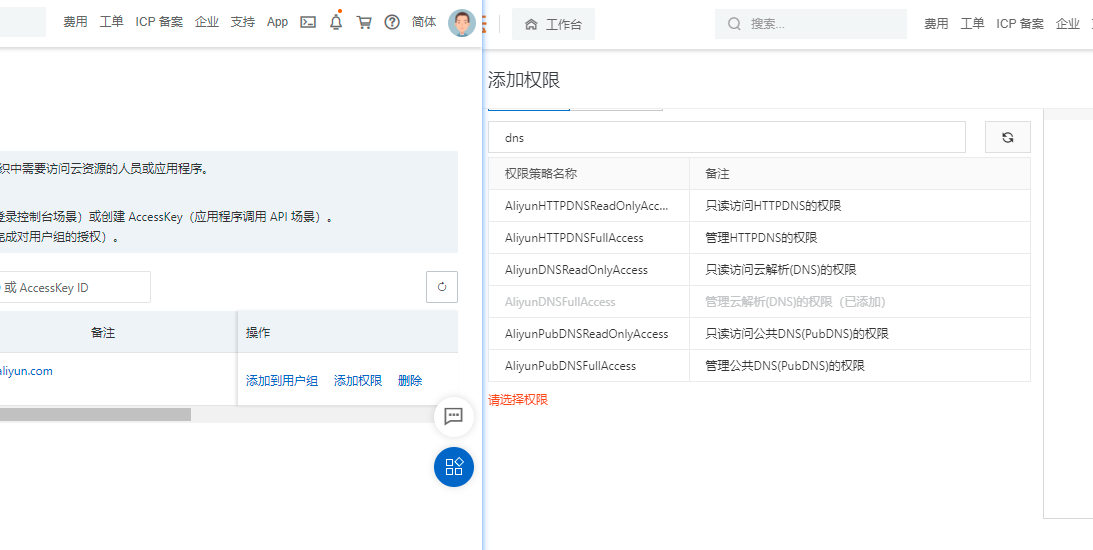 费用 工单 ICP 备案 企业 支持 App 简体
织中需要访问云资源的人员或应用程序。
登录控制台场景）或创建 AccessKey（应用程序调用 API 场景）。
完成对用户组的授权）。
或 AccessKey ID
备注 操作
aliyun.com
添加到用户组 添加权限 删除
工作台 搜索... 费用 工单 ICP 备案 企业
添加权限
dns
权限策略名称 备注
AliyunHTTPDNSReadOnlyAcc... 只读访问HTTPDNS的权限
AliyunHTTPDNSFullAccess 管理HTTPDNS的权限
AliyunDNSReadOnlyAccess 只读访问云解析(DNS)的权限
AliyunDNSFullAccess 管理云解析(DNS)的权限（已添加）
AliyunPubDNSReadOnlyAccess 只读访问公共DNS(PubDNS)的权限
AliyunPubDNSFullAccess 管理公共DNS(PubDNS)的权限
请选择权限